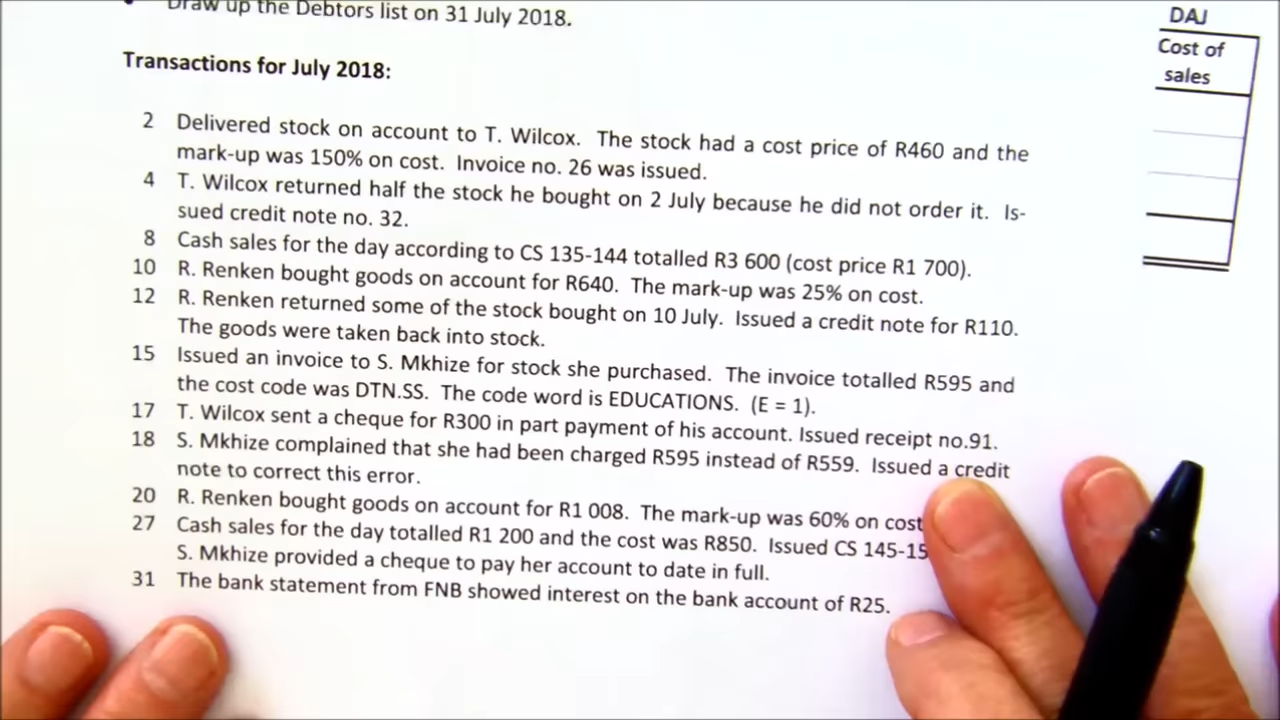 Draw up the Debtors list on 31 July 2018.
DAJ
Cost of
sales
Transactions for July 2018:
2 Delivered stock on account to T. Wilcox. The stock had a cost price of R460 and the
mark-up was 150% on cost. Invoice no. 26 was issued.
4 T. Wilcox returned half the stock he bought on 2 July because he did not order it. Is-
sued credit note no. 32.
8 Cash sales for the day according to CS 135-144 totalled R3 600 (cost price R1 700).
10 R. Renken bought goods on account for R640. The mark-up was 25% on cost.
12 R. Renken returned some of the stock bought on 10 July. Issued a credit note for R110.
The goods were taken back into stock.
15 Issued an invoice to S. Mkhize for stock she purchased. The invoice totalled R595 and
the cost code was DTN.SS. The code word is EDUCATIONS. (E = 1).
17 T. Wilcox sent a cheque for R300 in part payment of his account. Issued receipt no.91.
18 S. Mkhize complained that she had been charged R595 instead of R559. Issued a credit
note to correct this error.
20 R. Renken bought goods on account for R1 008. The mark-up was 60% on cost
27 Cash sales for the day totalled R1 200 and the cost was R850. Issued CS 145-15
S. Mkhize provided a cheque to pay her account to date in full.
31 The bank statement from FNB showed interest on the bank account of R25.